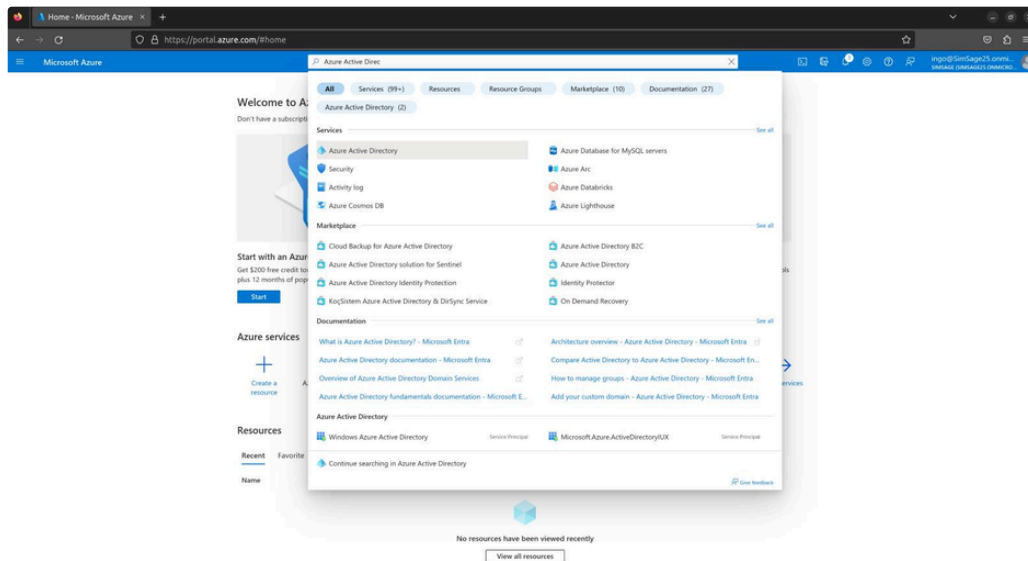 Home - Microsoft Azure
https://portal.azure.com/#home
Microsoft Azure
Azure Active Direc
ingo@SimSage25.onmi...
SIMSAGE (SIMSAGE25.ONMICRO...
All
Services (99+)
Resources
Resource Groups
Marketplace (10)
Documentation (27)
Azure Active Directory (2)
Welcome to A
Don't have a subscripti
Services
See all
Azure Active Directory
Azure Database for MySQL servers
Security
Azure Arc
Activity log
Azure Databricks
Azure Cosmos DB
Azure Lighthouse
Marketplace
See all
Cloud Backup for Azure Active Directory
Azure Active Directory B2C
Azure Active Directory solution for Sentinel
Azure Active Directory
Azure Active Directory Identity Protection
Identity Protector
KoçSistem Azure Active Directory & DirSync Service
On Demand Recovery
Start with an Azur
Get $200 free credit to
plus 12 months of pop
Start
Documentation
See all
What is Azure Active Directory? - Microsoft Entra
Architecture overview - Azure Active Directory - Microsoft Entra
Azure Active Directory documentation - Microsoft Entra
Compare Active Directory to Azure Active Directory - Microsoft En...
Overview of Azure Active Directory Domain Services
How to manage groups - Azure Active Directory - Microsoft Entra
Azure Active Directory fundamentals documentation - Microsoft E...
Add your custom domain - Azure Active Directory - Microsoft Entra
Azure services
Create a
resource
A
ervices
Azure Active Directory
Windows Azure Active Directory
Service Principal
Microsoft.Azure.ActiveDirectoryIUX
Service Principal
Continue searching in Azure Active Directory
Give feedback
Resources
Recent
Favorite
Name
No resources have been viewed recently
View all resources